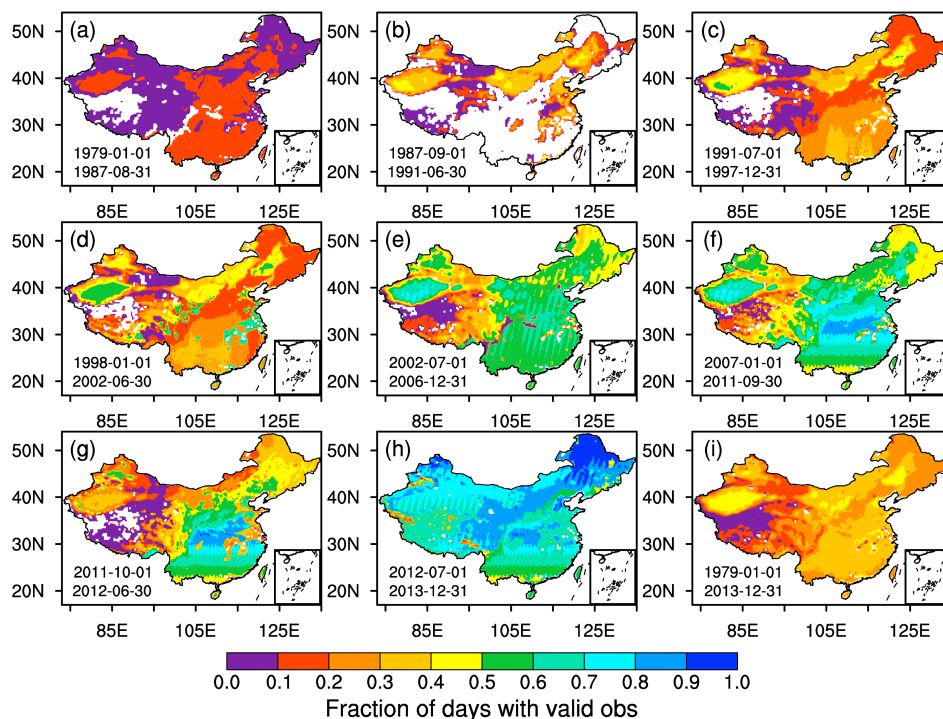 (a) (b) (c)
50N 50N 50N
40N 40N 40N
30N 30N 30N
20N 20N 20N
1979-01-01 1987-09-01 1991-07-01
1987-08-31 1991-06-30 1997-12-31
85E 105E 125E 85E 105E 125E 85E 105E 125E
(d) (e) (f)
50N 50N 50N
40N 40N 40N
30N 30N 30N
20N 20N 20N
1998-01-01 2002-07-01 2007-01-01
2002-06-30 2006-12-31 2011-09-30
85E 105E 125E 85E 105E 125E 85E 105E 125E
(g) (h) (i)
50N 50N 50N
40N 40N 40N
30N 30N 30N
20N 20N 20N
2011-10-01 2012-07-01 1979-01-01
2012-06-30 2013-12-31 2013-12-31
85E 105E 125E 85E 105E 125E 85E 105E 125E
0.0 0.1 0.2 0.3 0.4 0.5 0.6 0.7 0.8 0.9 1.0
Fraction of days with valid obs